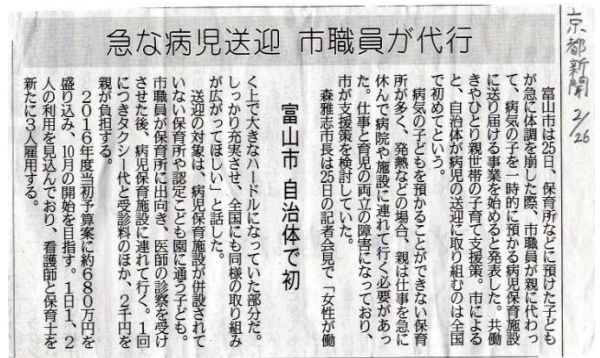 京都新聞 2/26
急な病児送迎 市職員が代行
富山市 自治体で初
富山市は25日、保育所などに預けた子ども
が急に体調を崩した際、市職員が親に代わっ
て、病気の子を一時的に預かる病児保育施設
に送り届ける事業を始めると発表した。共働
きやひとり親世帯の子育て支援策。市による
と、自治体が病児の送迎に取り組むのは全国
で初めてという。
病気の子どもを預かることができない保育
所が多く、発熱などの場合、親は仕事を急に
休んで病院や施設に連れて行く必要があっ
た。仕事と育児の両立の障害になっており、
市が支援策を検討していた。
森雅志市長は25日の記者会見で「女性が働
く上で大きなハードルになっていた部分だ。
しっかり充実させ、全国にも同様の取り組み
が広がってほしい」と話した。
送迎の対象は、病児保育施設が併設されて
いない保育所や認定こども園に通う子ども。
市職員が保育所に出向き、医師の診察を受け
させた後、病児保育施設に連れて行く。1回
につきタクシー代と受診料のほか、2千円を
親が負担する。
2016年度当初予算案に約680万円を
盛り込み、10月の開始を目指す。1日1、2
人の利用を見込んでおり、看護師と保育士を
新たに3人雇用する。